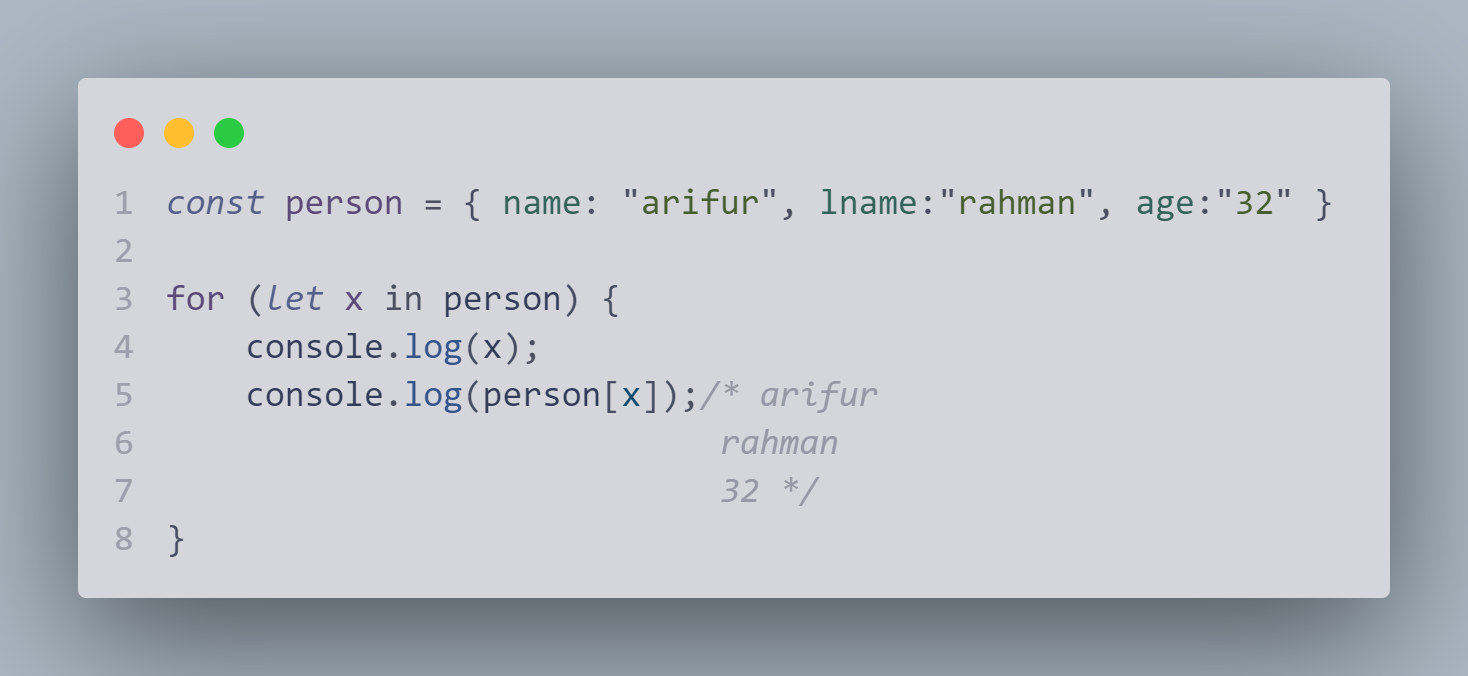 1 const person = { name: "arifur", lname:"rahman", age:"32" }
2
3 for (let x in person) {
4     console.log(x);
5     console.log(person[x]);/* arifur
6                             rahman
7                             32 */
8 }